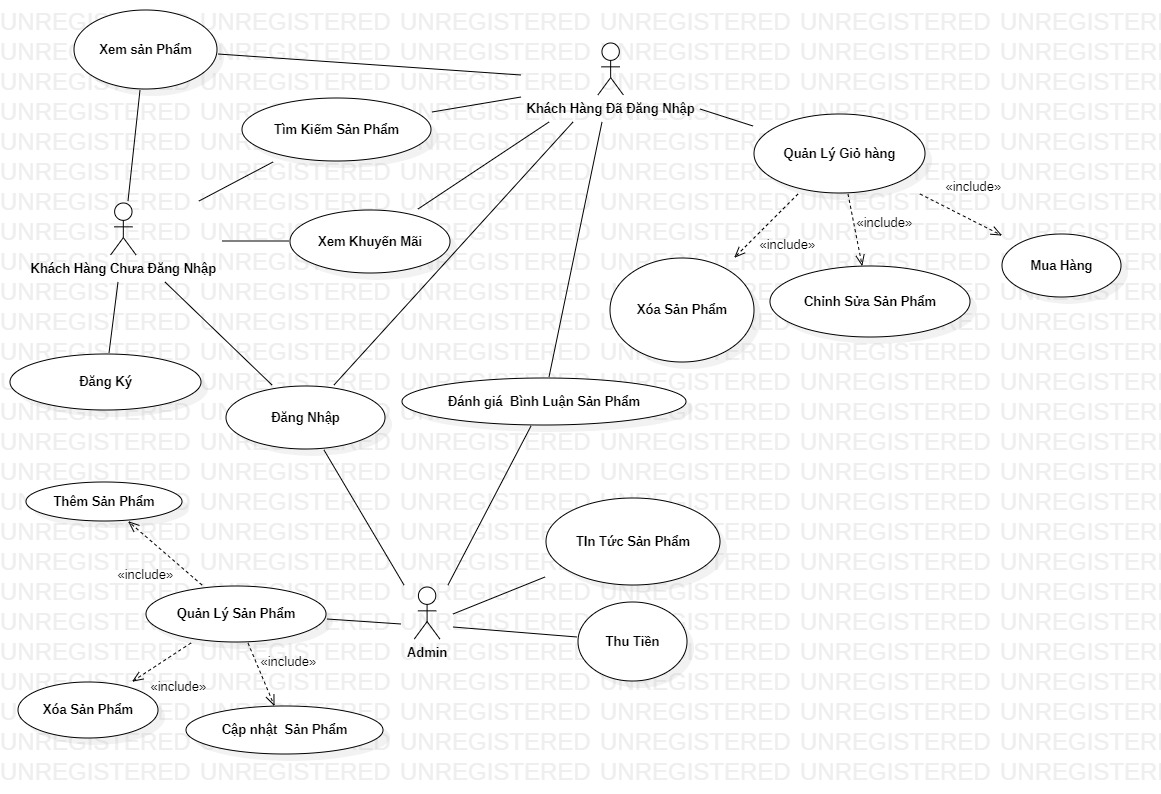 Xem sản Phẩm
Khách Hàng Đã Đăng Nhập
Tìm Kiếm Sản Phẩm
Quản Lý Giỏ hàng
«include»
«include»
«include»
Xem Khuyến Mãi
Mua Hàng
Khách Hàng Chưa Đăng Nhập
Xóa Sản Phẩm
Chỉnh Sửa Sản Phẩm
Đăng Ký
Đánh giá  Bình Luận Sản Phẩm
Đăng Nhập
Thêm Sản Phẩm
TIn Tức Sản Phẩm
«include»
Quản Lý Sản Phẩm
Thu Tiền
Admin
«include»
«include»
Xóa Sản Phẩm
Cập nhật  Sản Phẩm
UNREGISTERED